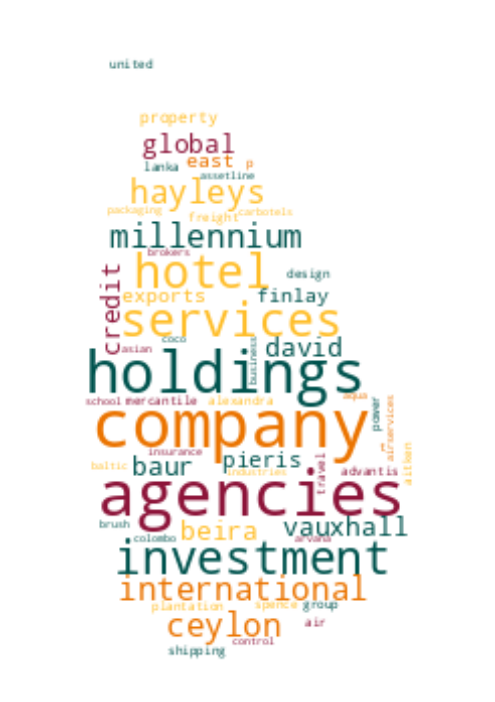 united
property
global
east p
lanka
assetline
hayleys
packaging
carbotels
freight
millennium
brokers
hotel
credit
design
exports
finlay
services
coco
business
asian
david
holdings
school
mercantile
alexandra
aqua
power
airservices
company
f
aitken
insurance
pieris
travel
baltic
baur
industries
advantis
agencies
brush
vauxhall
beira
colombo
arvana
investment
international
plantation
spence
group
ceylon
air
control
shipping